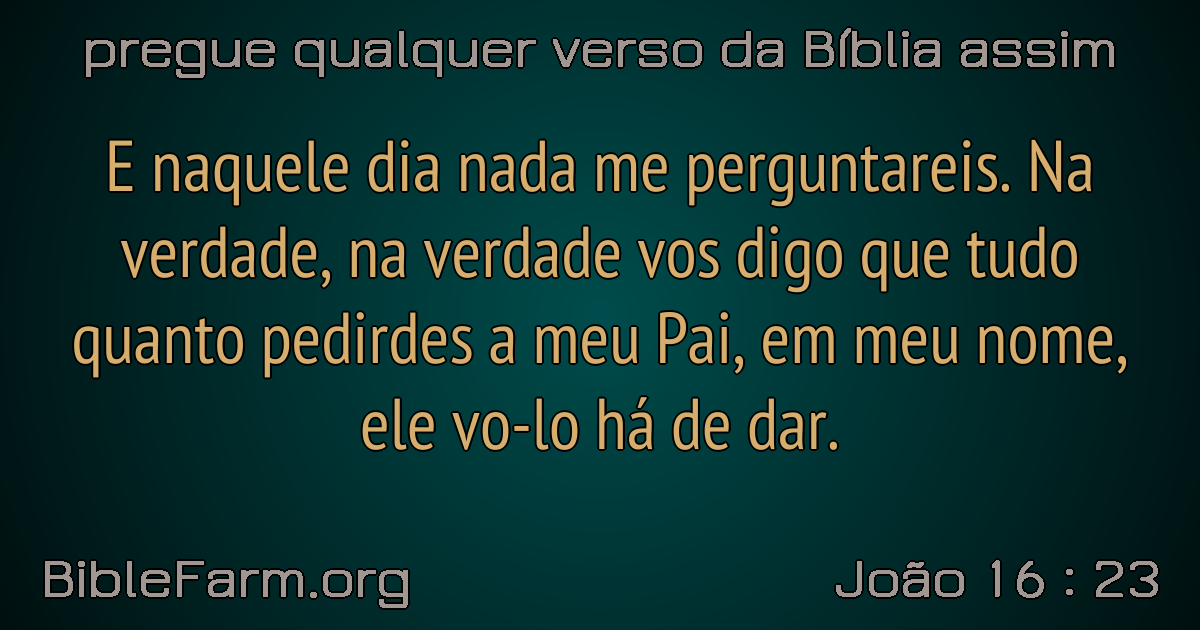 pregue qualquer verso da Bíblia assim
E naquele dia nada me perguntareis. Na
verdade, na verdade vos digo que tudo
quanto pedirdes a meu Pai, em meu nome,
ele vo-lo há de dar.
BibleFarm.org
João 16 : 23